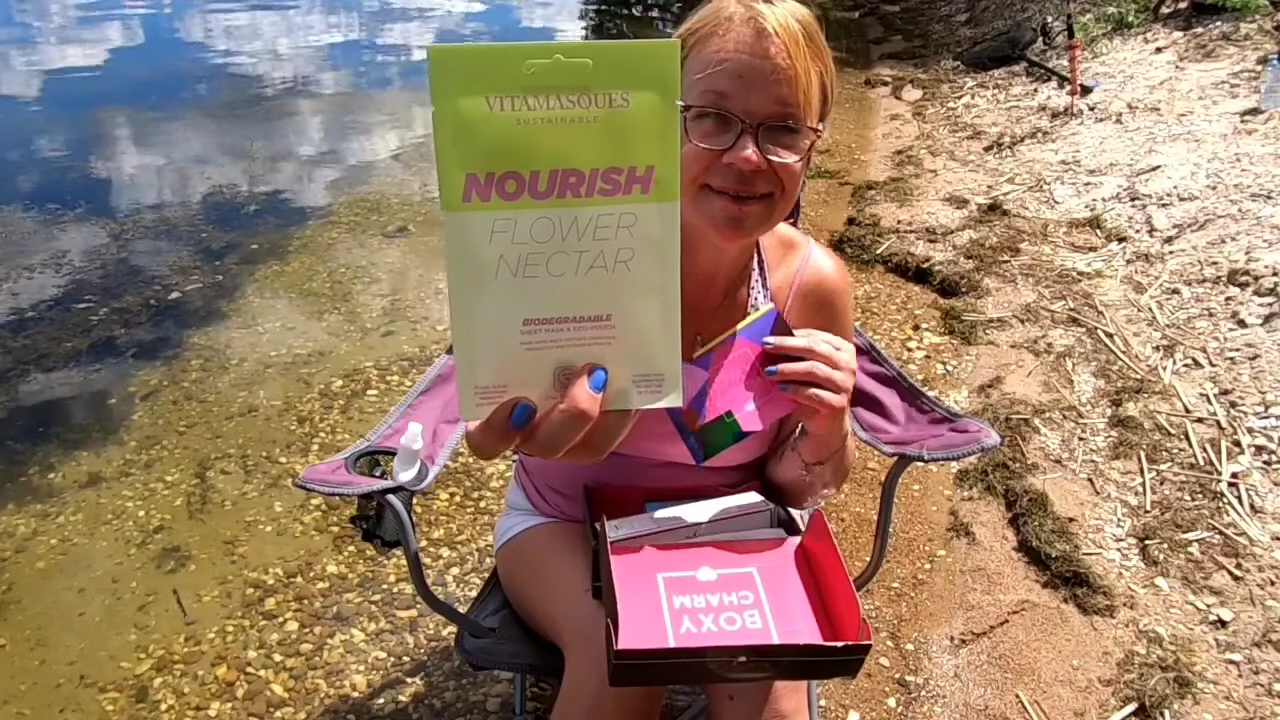 VITAMASQUES
SUSTAINABLE
NOURISH
FLOWER
NECTAR
BIODEGRADABLE
SHEET MASK & ECO-POUCH
BOXY
CHARM